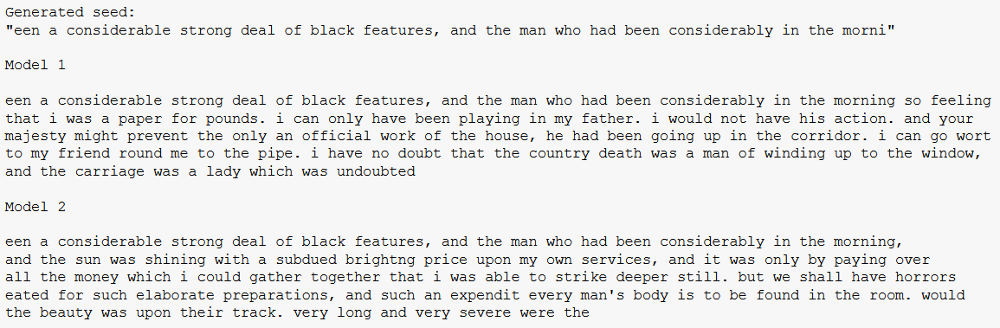 Generated seed:
"een a considerable strong deal of black features, and the man who had been considerably in the morni"
Model 1
een a considerable strong deal of black features, and the man who had been considerably in the morning so feeling
that i was a paper for pounds. i can only have been playing in my father. i would not have his action. and your
majesty might prevent the only an official work of the house, he had been going up in the corridor. i can go wort
to my friend round me to the pipe. i have no doubt that the country death was a man of winding up to the window,
and the carriage was a lady which was undoubted
Model 2
een a considerable strong deal of black features, and the man who had been considerably in the morning,
and the sun was shining with a subdued brightng price upon my own services, and it was only by paying over
all the money which i could gather together that i was able to strike deeper still. but we shall have horrors
eated for such elaborate preparations, and such an expendit every man's body is to be found in the room. would
the beauty was upon their track. very long and very severe were the